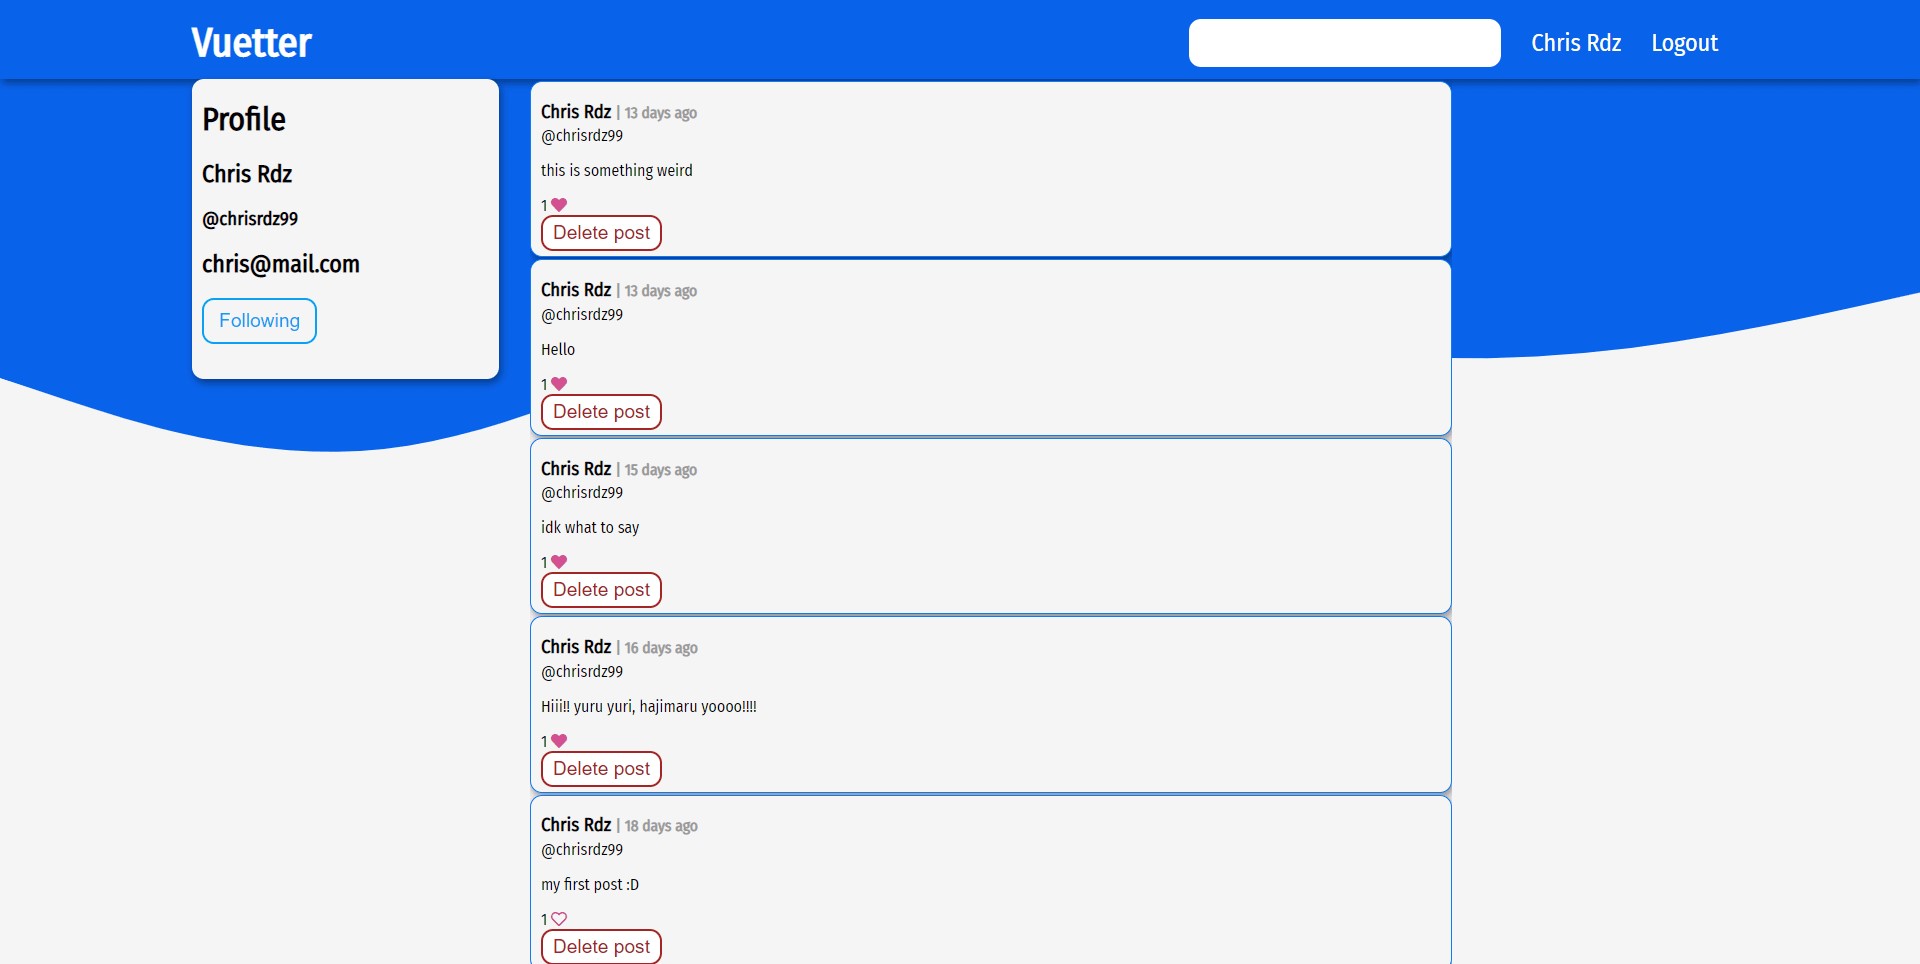 Vuetter
Chris Rdz
Logout
Profile
Chris Rdz
@chrisrdz99
chris@mail.com
Following
Chris Rdz | 13 days ago
@chrisrdz99
this is something weird
1
Delete post
Chris Rdz | 13 days ago
@chrisrdz99
Hello
1
Delete post
Chris Rdz | 15 days ago
@chrisrdz99
idk what to say
1
Delete post
Chris Rdz | 16 days ago
@chrisrdz99
Hiii!! yuru yuri, hajimaru yoooo!!!!
1
Delete post
Chris Rdz | 18 days ago
@chrisrdz99
my first post :D
1
Delete post